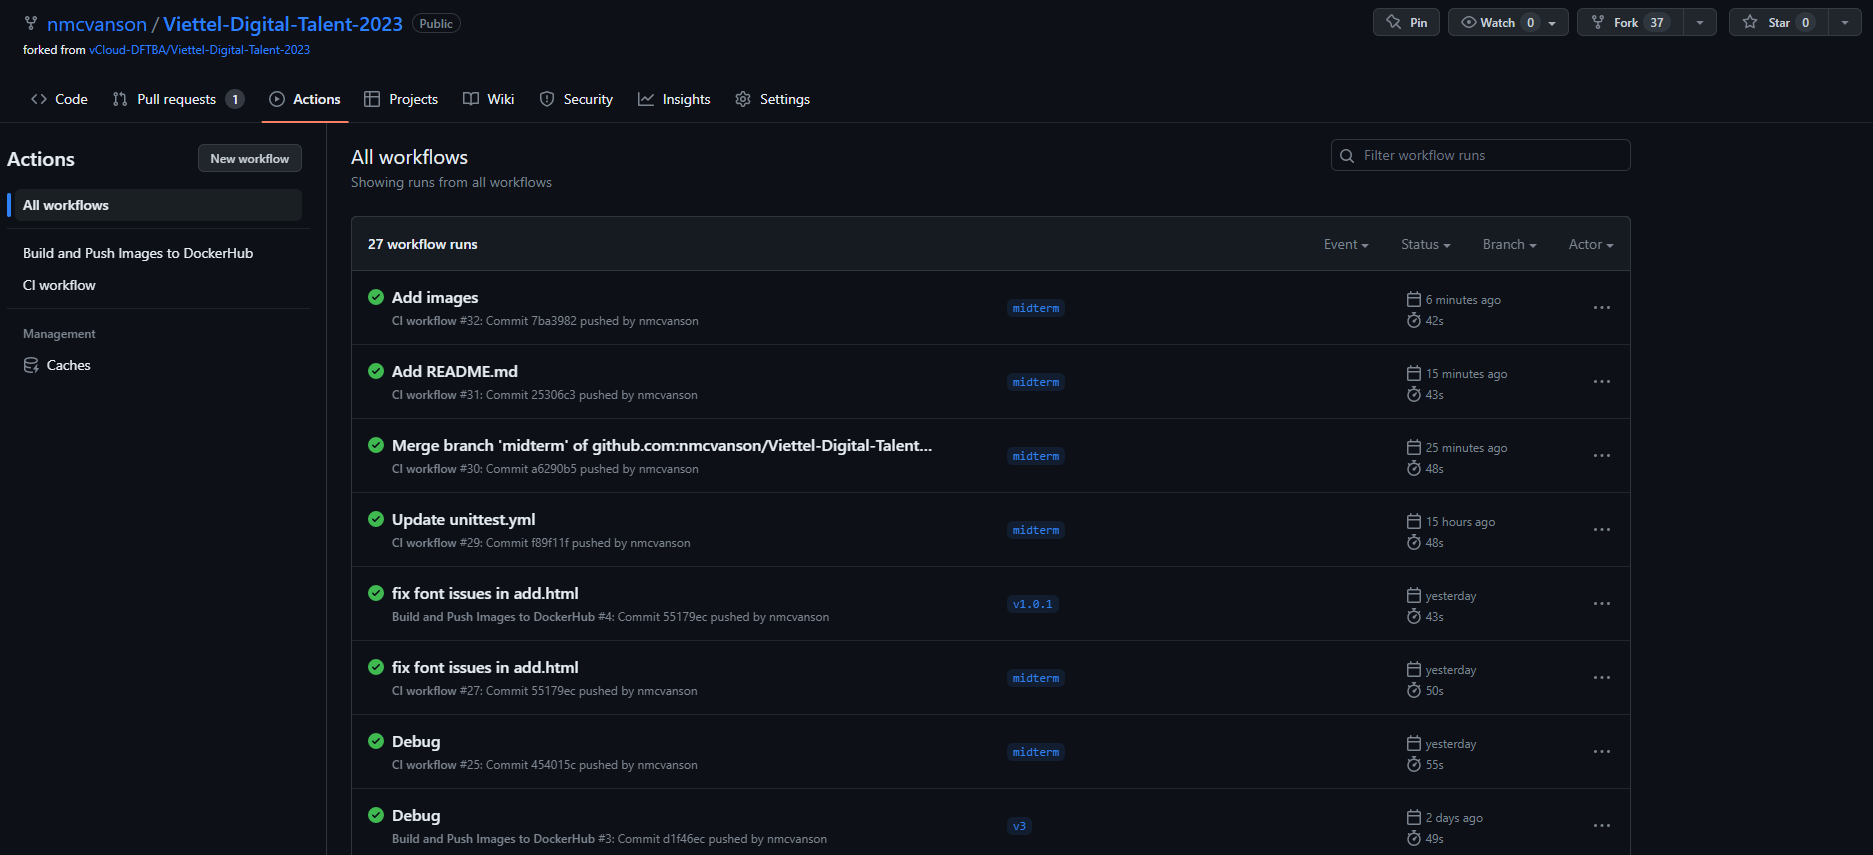 nmcvanson / Viettel-Digital-Talent-2023 Public
Pin Watch 0 Fork 37 Star 0
forked from vCloud-DFTBA/Viettel-Digital-Talent-2023
Code Pull requests 1 Actions Projects Wiki Security Insights Settings
Actions
New workflow
All workflows
Build and Push Images to DockerHub
CI workflow
Management
Caches
All workflows
Showing runs from all workflows
Filter workflow runs
27 workflow runs
Event Status Branch Actor
Add images
CI workflow #32: Commit 7ba3982 pushed by nmcvanson
midterm
6 minutes ago
42s
Add README.md
CI workflow #31: Commit 25306c3 pushed by nmcvanson
midterm
15 minutes ago
43s
Merge branch 'midterm' of github.com:nmcvanson/Viettel-Digital-Talent...
CI workflow #30: Commit a6290b5 pushed by nmcvanson
midterm
25 minutes ago
48s
Update unittest.yml
CI workflow #29: Commit f89f11f pushed by nmcvanson
midterm
15 hours ago
48s
fix font issues in add.html
Build and Push Images to DockerHub #4: Commit 55179ec pushed by nmcvanson
v1.0.1
yesterday
43s
fix font issues in add.html
CI workflow #27: Commit 55179ec pushed by nmcvanson
midterm
yesterday
50s
Debug
CI workflow #25: Commit 454015c pushed by nmcvanson
midterm
yesterday
55s
Debug
Build and Push Images to DockerHub #3: Commit d1f46ec pushed by nmcvanson
v3
2 days ago
49s